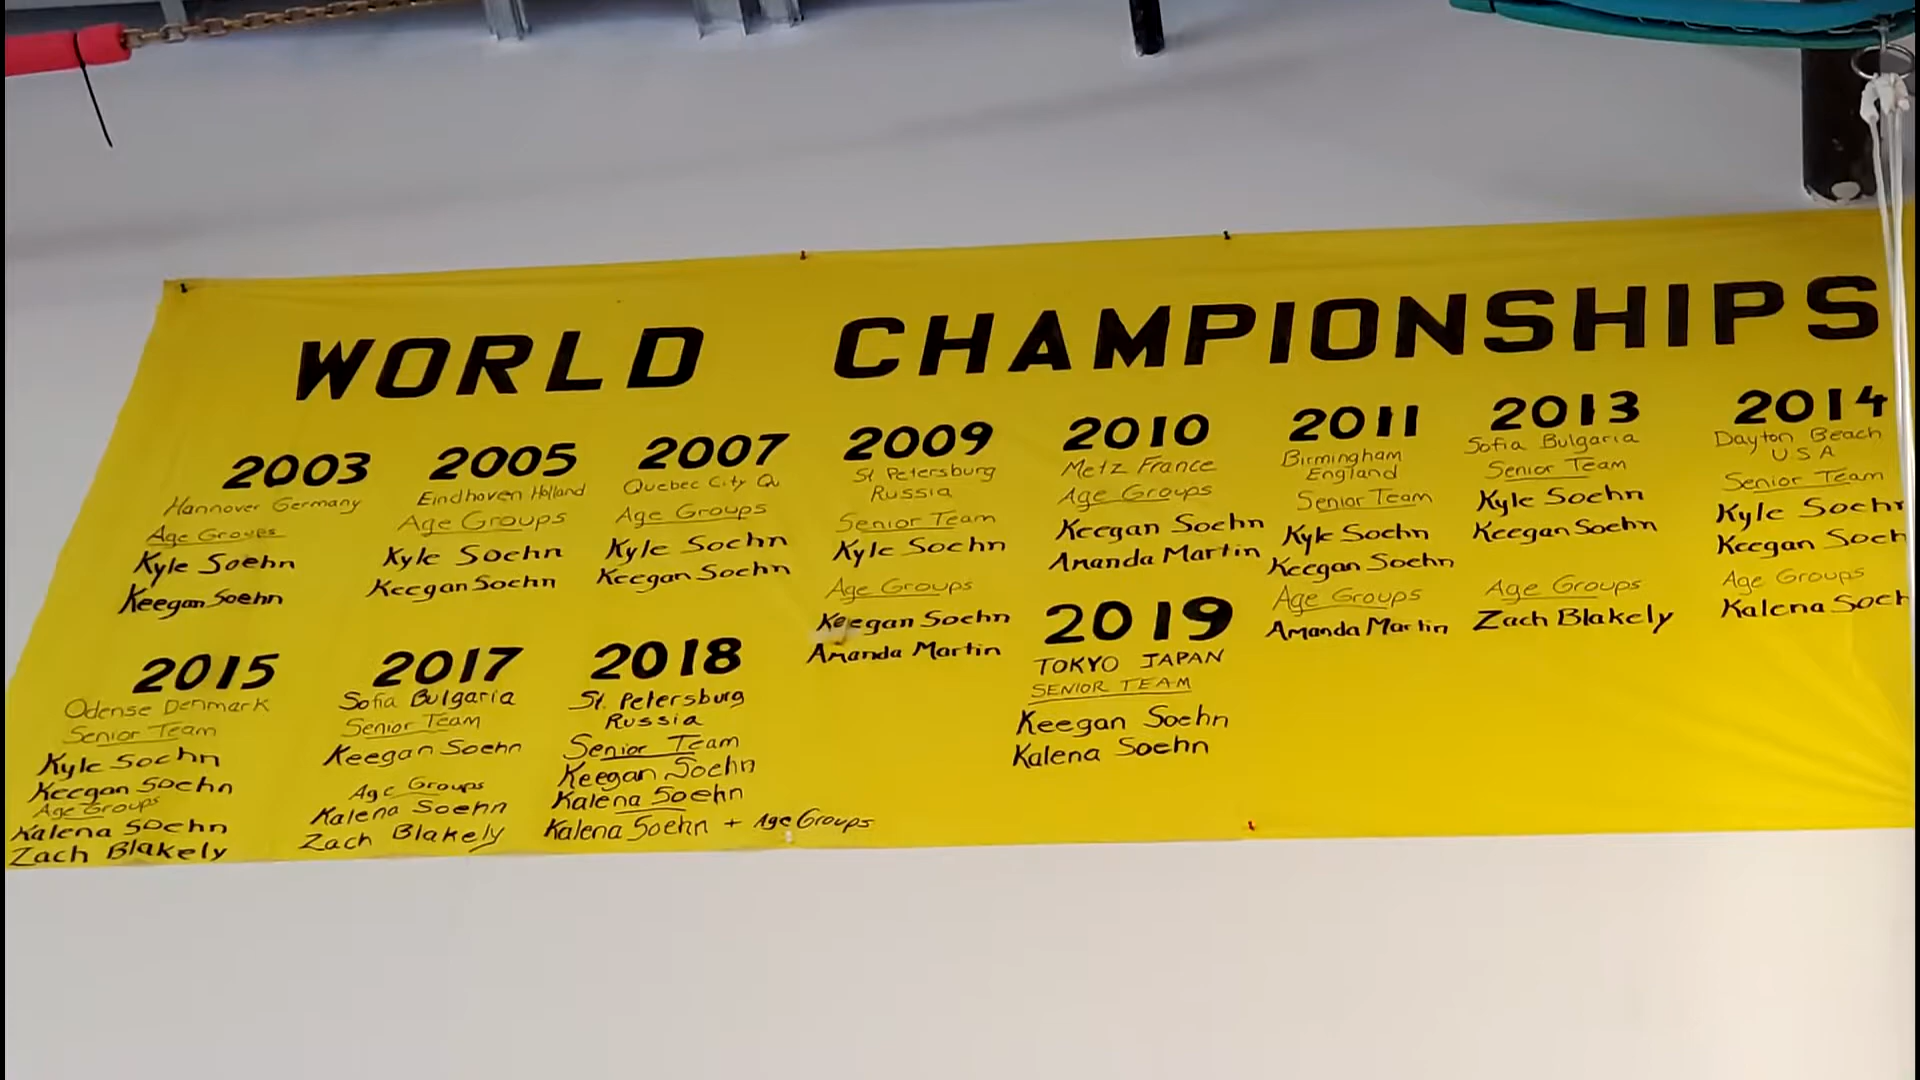 WORLD CHAMPIONSHIPS
2003
Hannover Germany
Age Groups
Kyle Soehn
Keegan Soehn
2005
Eindhoven Holland
Age Groups
Kyle Soehn
Keegan Soehn
2007
Quebec City Qu
Age Groups
Kyle Soehn
Keegan Soehn
2009
St Petersburg
Russia
Senior Team
Kyle Soehn
Age Groups
Keegan Soehn
Amanda Martin
2010
Metz France
Age Groups
Keegan Soehn
Amanda Martin
2011
Birmingham
England
Senior Team
Kyle Soehn
Keegan Soehn
Age Groups
Amanda Martin
2013
Sofia Bulgaria
Senior Team
Kyle Soehn
Keegan Soehn
Age Groups
Zach Blakely
2014
Dayton Beach
USA
Senior Team
Kyle Soehn
Keegan Soeh
Age Groups
Kalena Soeh
2015
Odense Denmark
Senior Team
Kyle Soehn
Keegan Soehn
Age Groups
Kalena Soehn
Zach Blakely
2017
Sofia Bulgaria
Senior Team
Keegan Soehn
Age Groups
Kalena Soehn
Zach Blakely
2018
St. Petersburg
Russia
Senior Team
Keegan Soehn
Kalena Soehn
Kalena Soehn + Age Groups
2019
TOKYO JAPAN
SENIOR TEAM
Keegan Soehn
Kalena Soehn